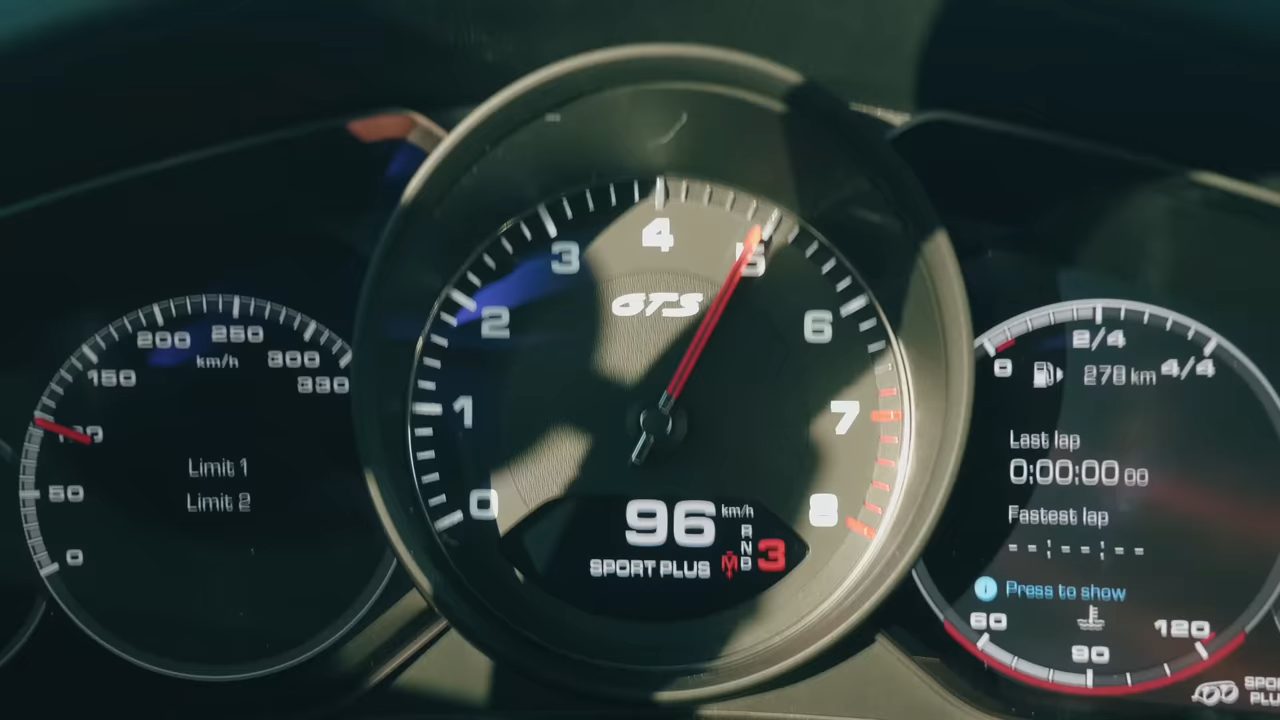 200
250
km/h
300
150
330
50
Limit 1
Limit 2
0
4
3
5
GTS
2
6
1
7
0
8
96 km/h
R
N
D
M
3
SPORT PLUS
2/4
0
278 km
4/4
Last lap
0:00:00 00
Fastest lap
--:--:--
i Press to show
60
120
90